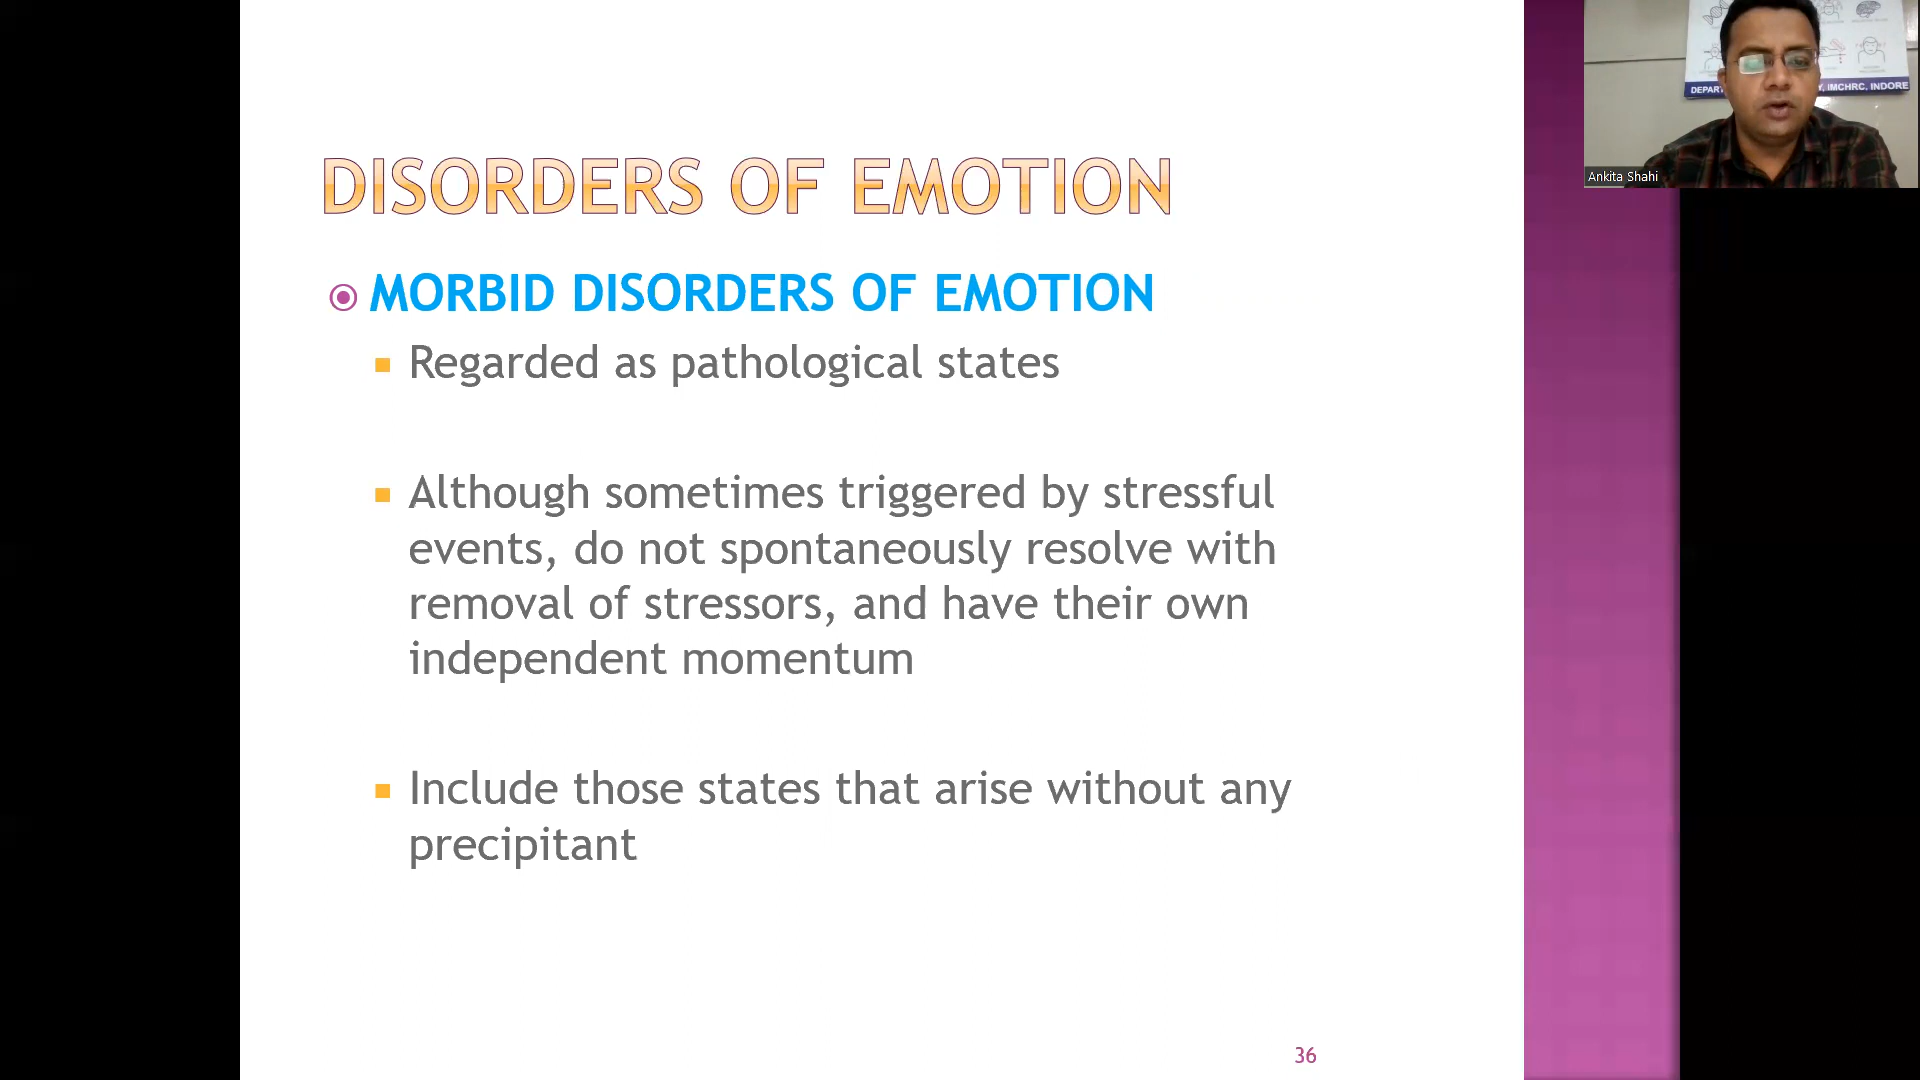 DISORDERS OF EMOTION
MORBID DISORDERS OF EMOTION
Regarded as pathological states
Although sometimes triggered by stressful
events, do not spontaneously resolve with
removal of stressors, and have their own
independent momentum
Include those states that arise without any
precipitant
36
DEPAR Y, IMCHRC. INDORE
Ankita Shahi